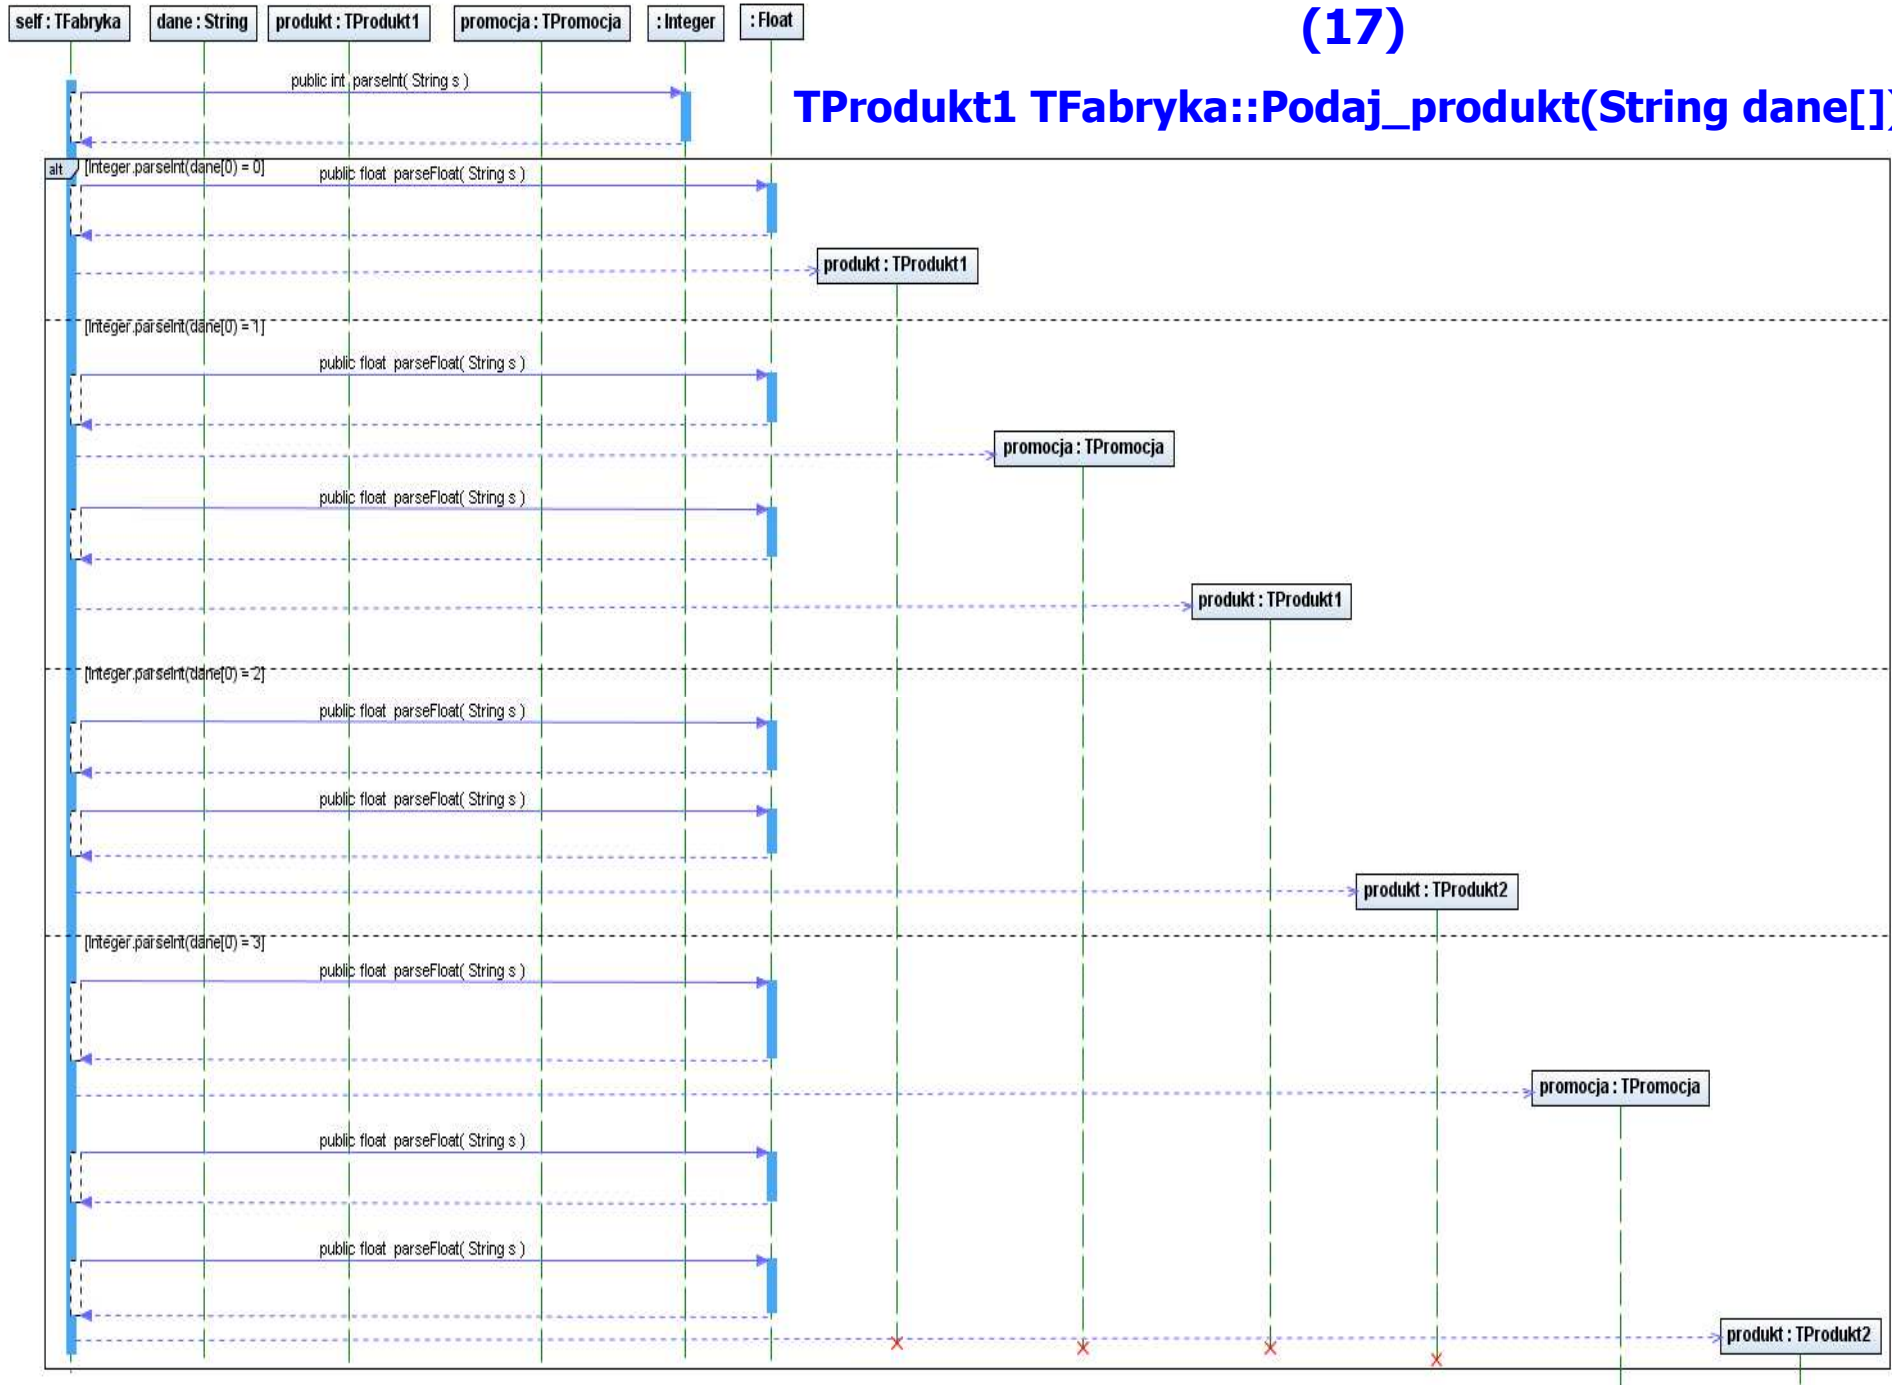 self : TFabryka
dane : String
produkt : TProdukt1
promocja : TPromocja
: Integer
: Float
(17)
TProdukt1 TFabryka::Podaj_produkt(String dane[])
public int parseInt( String s )
alt
[Integer.parseInt(dane[0) = 0]
public float parseFloat( String s )
produkt : TProdukt1
[Integer.parseInt(dane[0) = 1]
public float parseFloat( String s )
promocja : TPromocja
public float parseFloat( String s )
produkt : TProdukt1
[Integer.parseInt(dane[0) = 2]
public float parseFloat( String s )
public float parseFloat( String s )
produkt : TProdukt2
[Integer.parseInt(dane[0) = 3]
public float parseFloat( String s )
promocja : TPromocja
public float parseFloat( String s )
public float parseFloat( String s )
produkt : TProdukt2